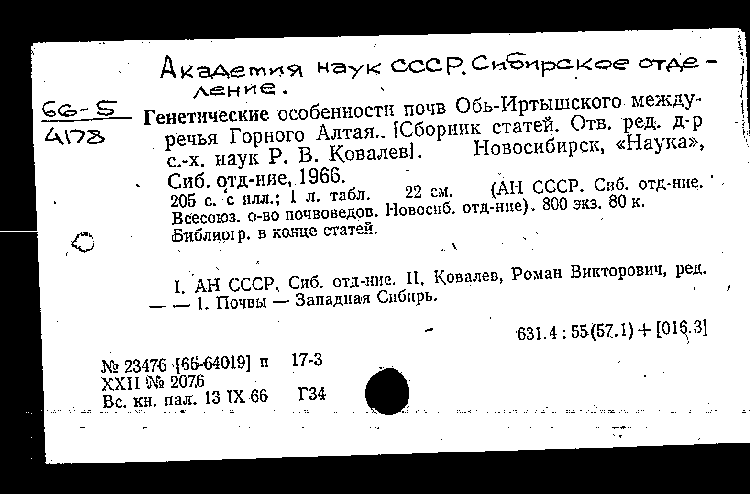 Академия наук СССР. Сибирское отде-
ление.
66-5
4178
Генетические особенности почв Обь-Иртышского между-
речья Горного Алтая.. [Сборник статей. Отв. ред. д-р
с.-х. наук Р. В. Ковалев]. Новосибирск, «Наука»,
Сиб. отд-ние, 1966.
205 с. с илл.; 1 л. табл. 22 см. (АН СССР. Сиб. отд-ние.
Всесоюз. о-во почвоведов. Новосиб. отд-ние). 800 экз. 80 к.
Библиогр. в конце статей.
I. АН СССР, Сиб. отд-ние. II. Ковалев, Роман Викторович, ред.
— — 1. Почвы — Западная Сибирь.
631.4 : 55(57.1) + [016.3]
№ 23476 [66-64019] п 17-3
XXII № 2076
Вс. кн. пал. 13 IX 66 Г34